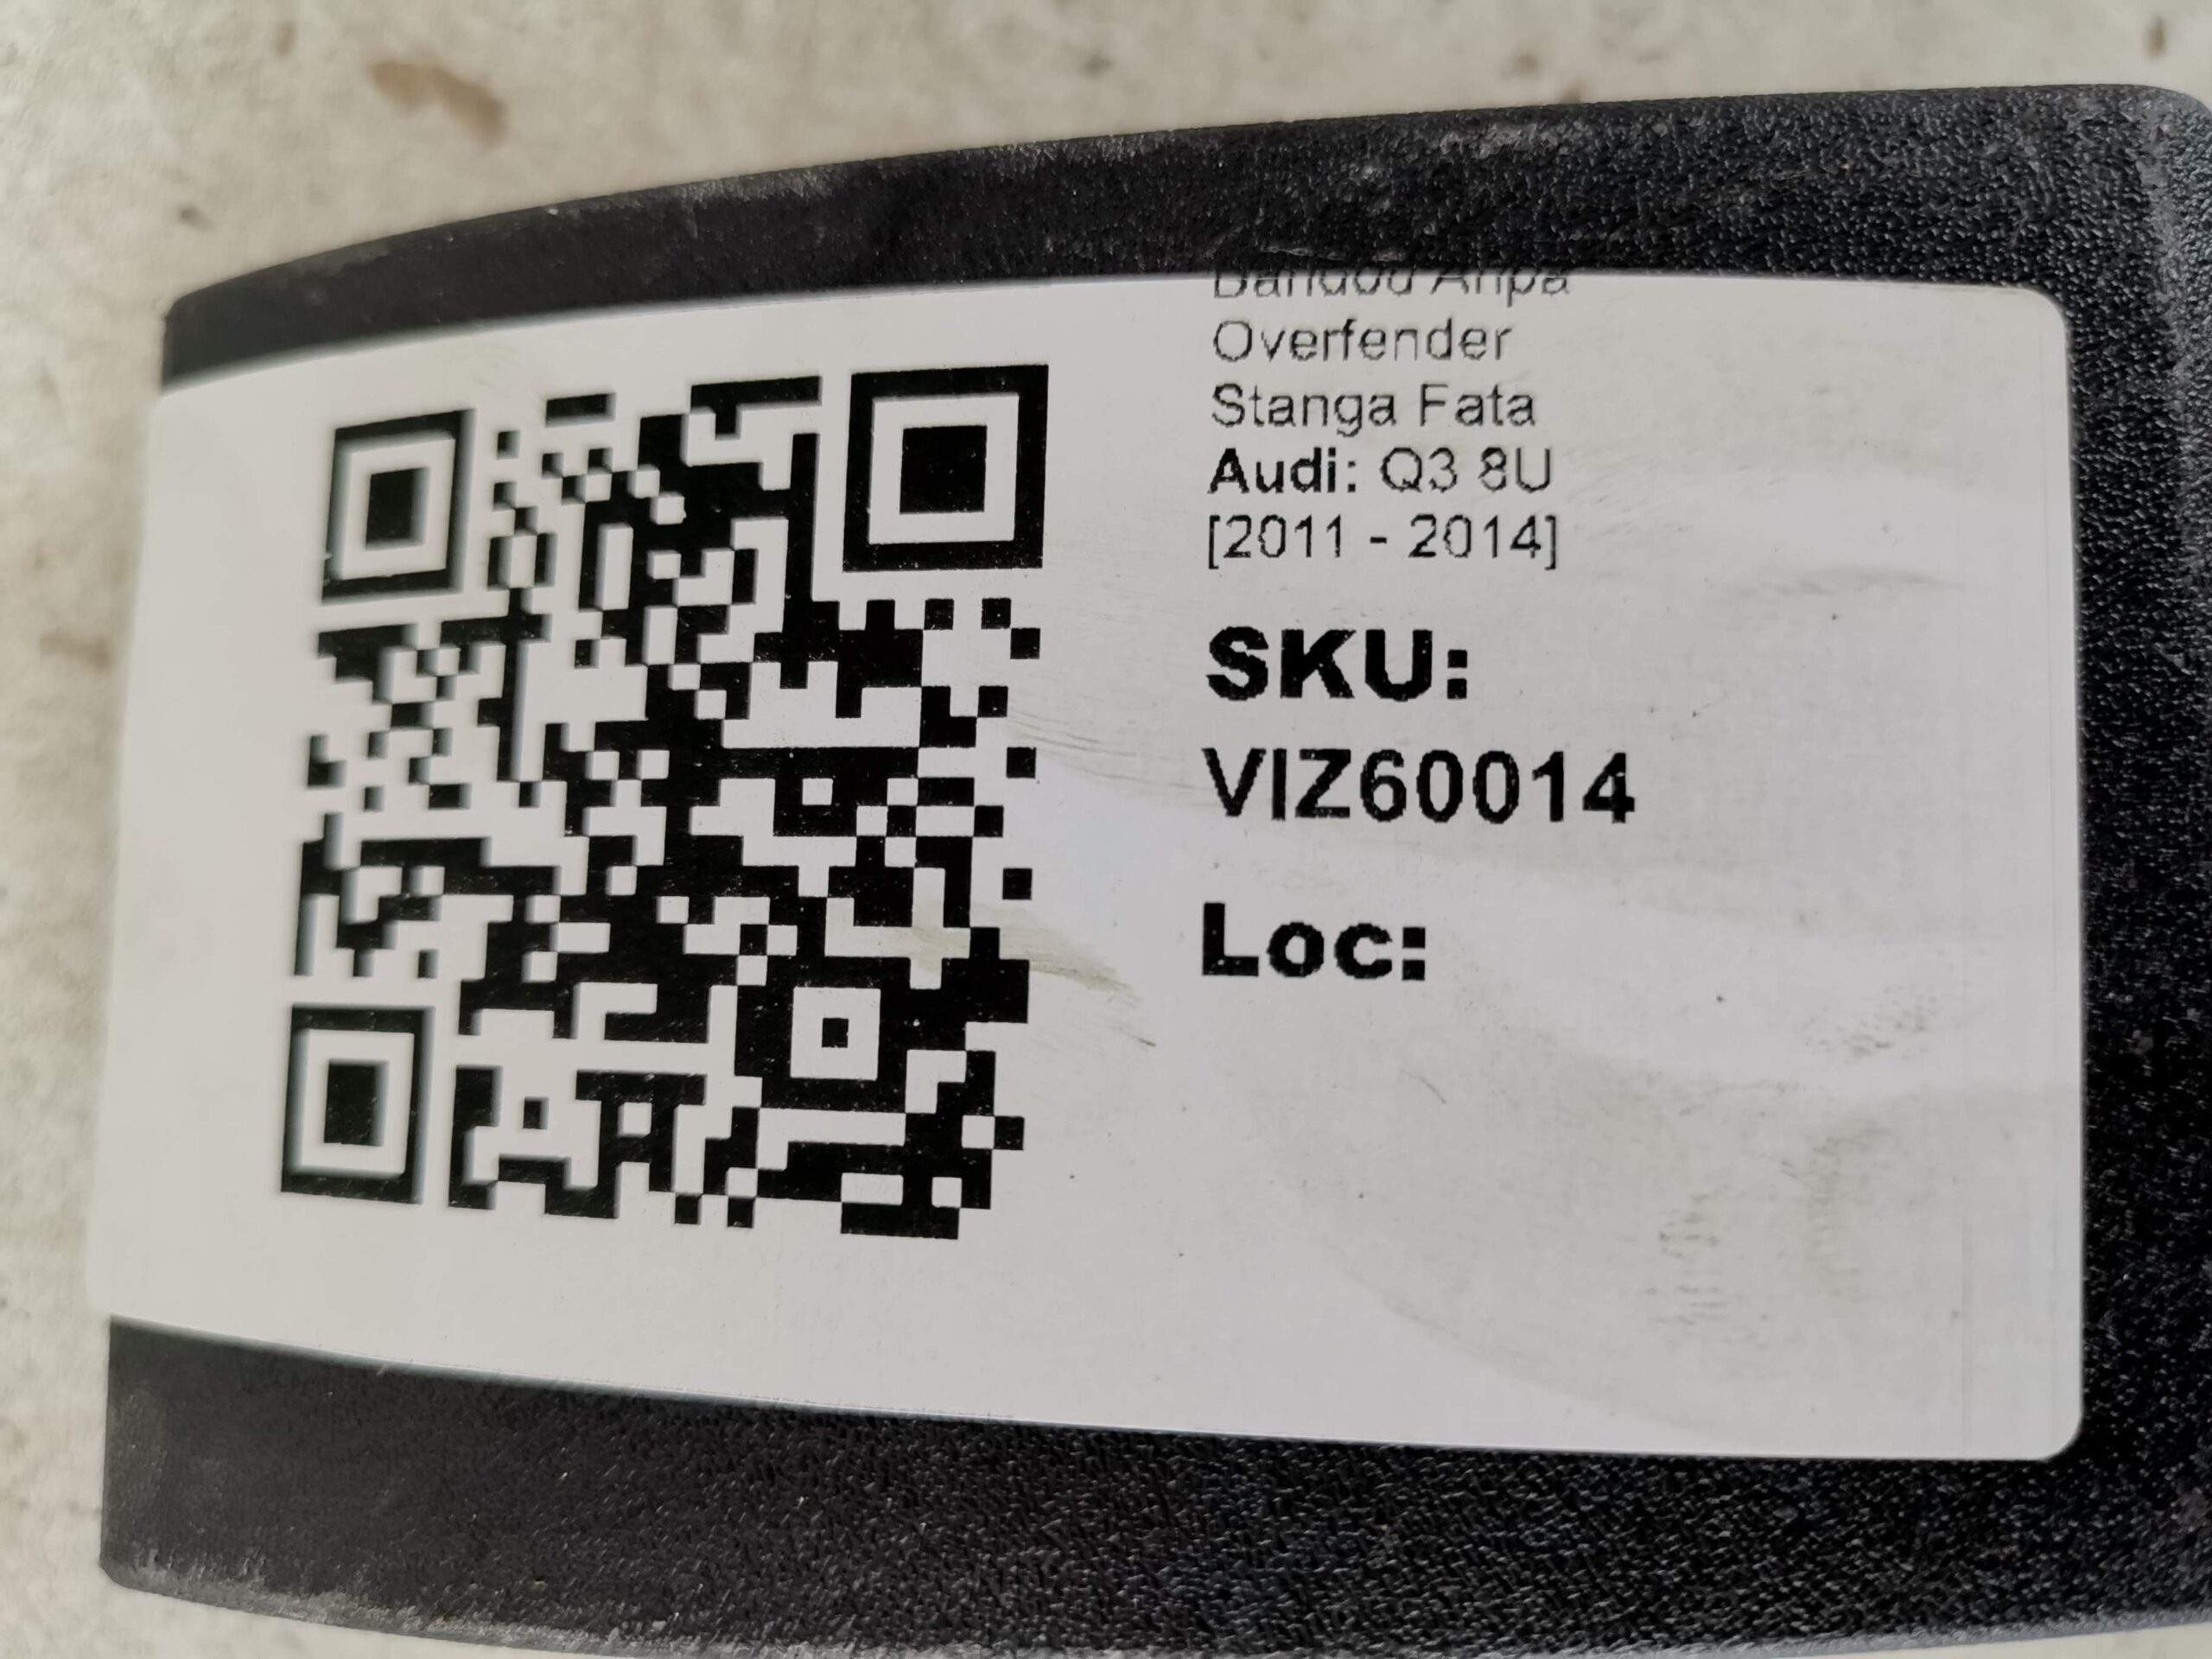 Overfender
Stanga Fata
Audi: Q3 8U
[2011 - 2014]
SKU:
VIZ60014
Loc: